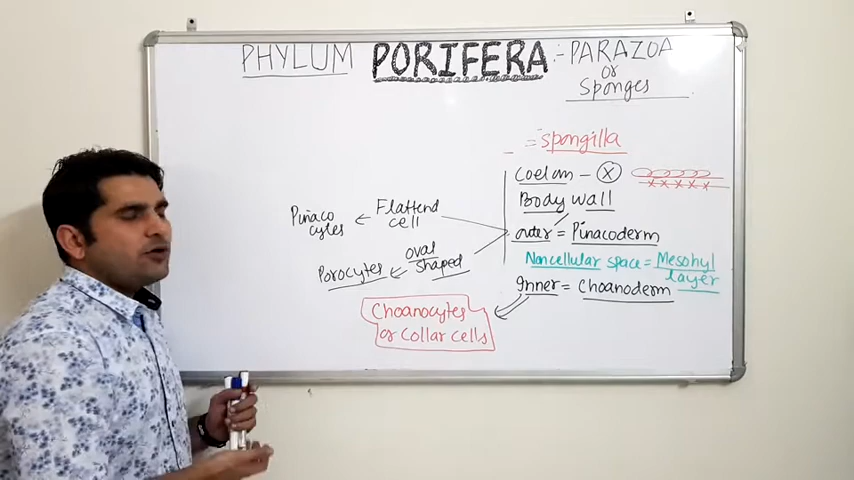 PHYLUM PORIFERA :- PARAZOA
or
Sponges
= spongilla
Coelom - X
Body wall
Flattend cell
Pinaco cytes
outer = Pinacoderm
oval shaped
Porocytes
Noncellular space = Mesohyl layer
Inner = Choanoderm
Choanocytes
or Collar cells